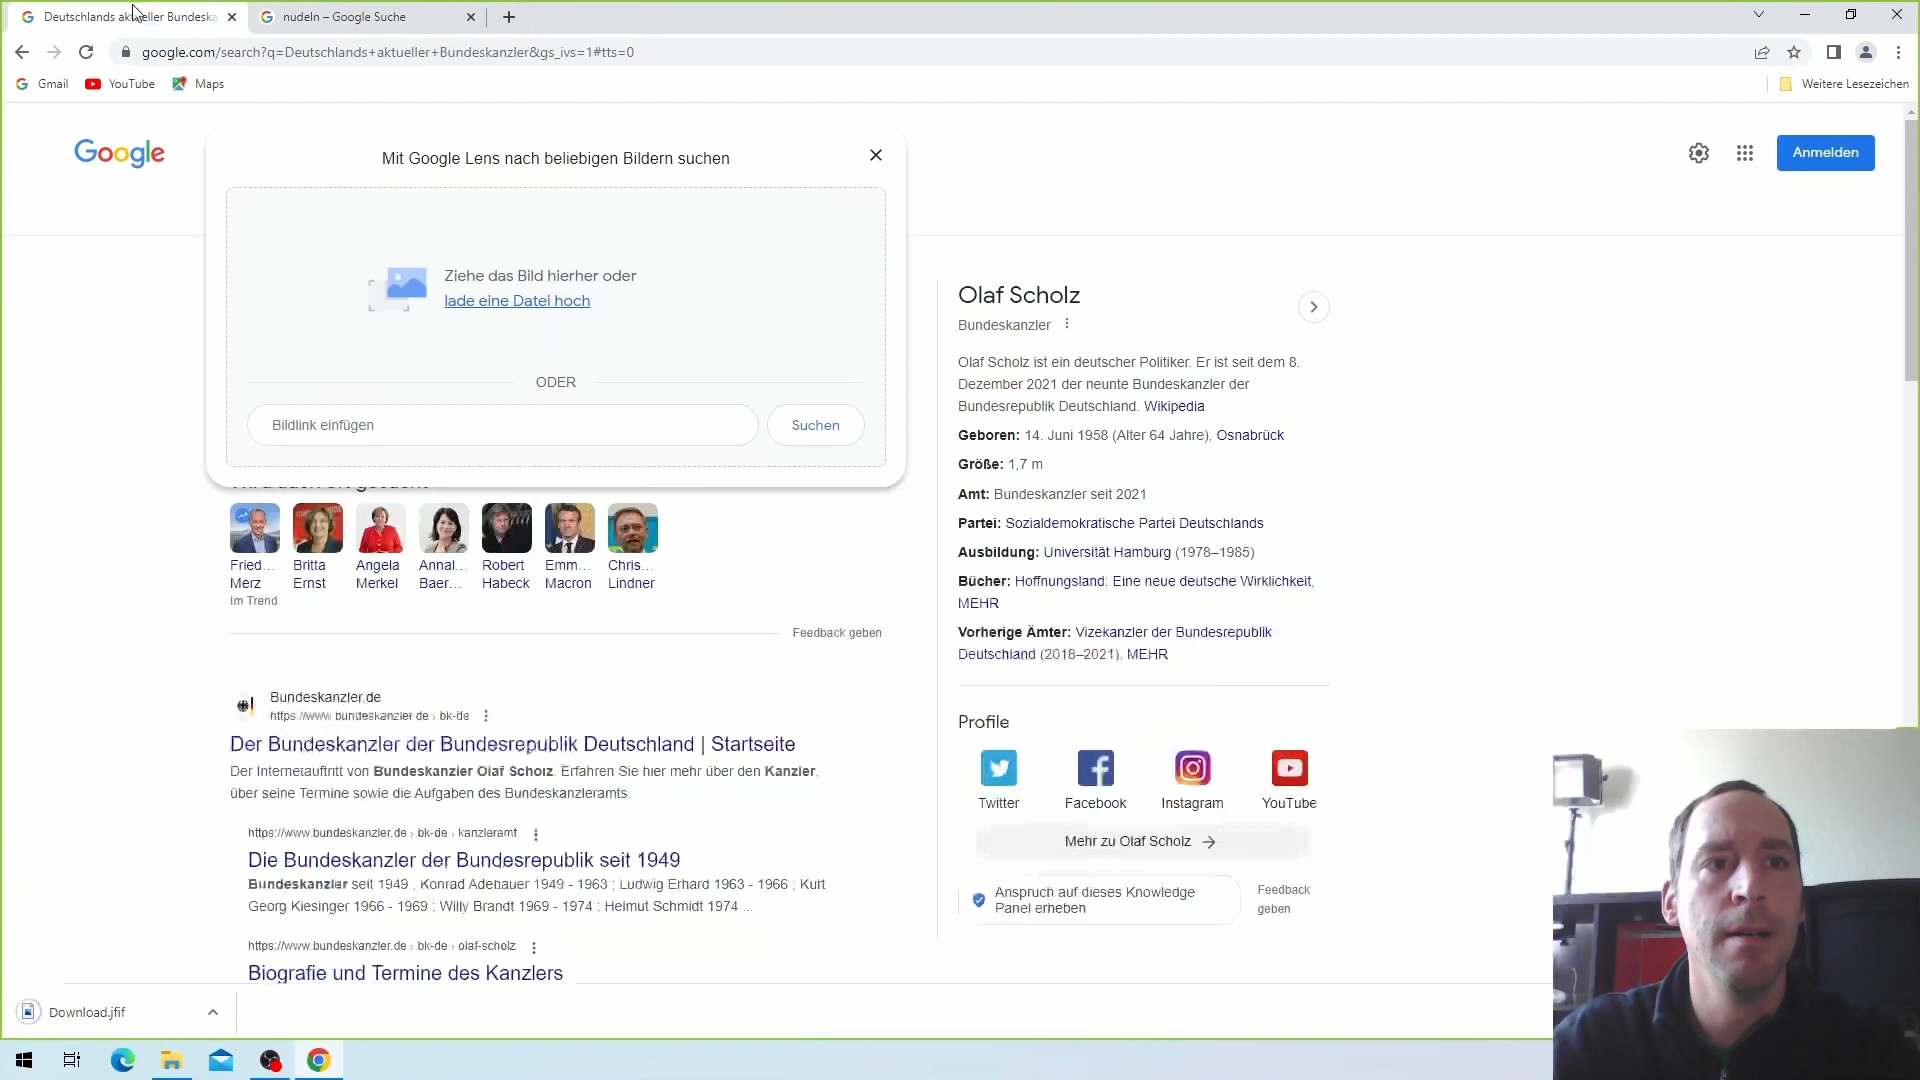 Deutschlands aktueller Bundeska
nudeln – Google Suche
google.com/search?q=Deutschlands+aktueller+Bundeskanzler&gs_ivs=1#tts=0
Gmail
YouTube
Maps
Weitere Lesezeichen
Google
Mit Google Lens nach beliebigen Bildern suchen
Anmelden
Ziehe das Bild hierher oder
lade eine Datei hoch
ODER
Bildlink einfügen
Suchen
Fried...
Merz
Im Trend
Britta
Ernst
Angela
Merkel
Annal...
Baer...
Robert
Habeck
Emm...
Macron
Chris...
Lindner
Feedback geben
Bundeskanzler.de
https://www.bundeskanzler.de › bk-de
Der Bundeskanzler der Bundesrepublik Deutschland | Startseite
Der Internetauftritt von Bundeskanzler Olaf Scholz. Erfahren Sie hier mehr über den Kanzler,
über seine Termine sowie die Aufgaben des Bundeskanzleramts.
https://www.bundeskanzler.de › bk-de › kanzleramt
Die Bundeskanzler der Bundesrepublik seit 1949
Bundeskanzler seit 1949 ; Konrad Adenauer 1949 - 1963 ; Ludwig Erhard 1963 - 1966 ; Kurt
Georg Kiesinger 1966 - 1969 ; Willy Brandt 1969 - 1974 ; Helmut Schmidt 1974 ...
https://www.bundeskanzler.de › bk-de › olaf-scholz
Biografie und Termine des Kanzlers
Olaf Scholz
Bundeskanzler
Olaf Scholz ist ein deutscher Politiker. Er ist seit dem 8.
Dezember 2021 der neunte Bundeskanzler der
Bundesrepublik Deutschland. Wikipedia
Geboren: 14. Juni 1958 (Alter 64 Jahre), Osnabrück
Größe: 1,7 m
Amt: Bundeskanzler seit 2021
Partei: Sozialdemokratische Partei Deutschlands
Ausbildung: Universität Hamburg (1978–1985)
Bücher: Hoffnungsland: Eine neue deutsche Wirklichkeit,
MEHR
Vorherige Ämter: Vizekanzler der Bundesrepublik
Deutschland (2018–2021), MEHR
Profile
Twitter
Facebook
Instagram
YouTube
Mehr zu Olaf Scholz
Anspruch auf dieses Knowledge
Panel erheben
Feedback
geben
Download.jfif